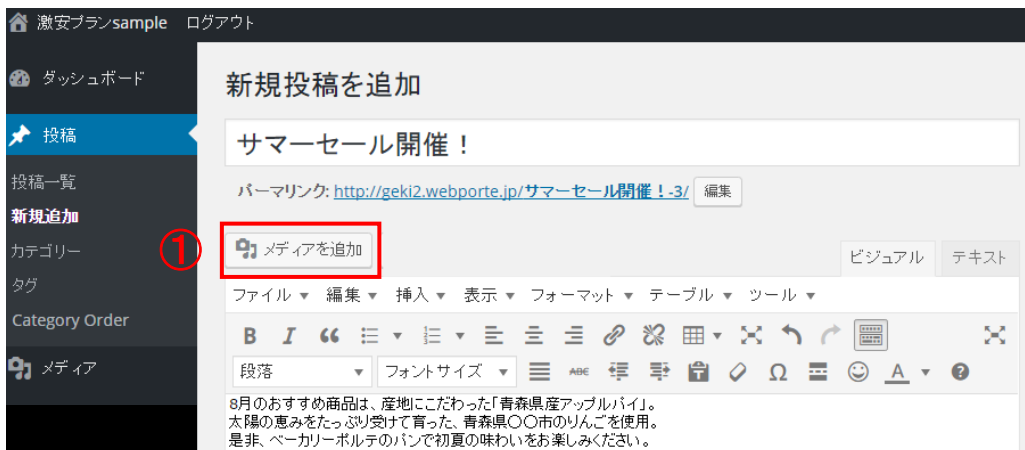 激安プランsample ログアウト
ダッシュボード
投稿
投稿一覧
新規追加
カテゴリー
タグ
Category Order
メディア
新規投稿を追加
サマーセール開催！
パーマリンク: http://geki2.webporte.jp/サマーセール開催！-3/ 編集
① メディアを追加
ビジュアル テキスト
ファイル 編集 挿入 表示 フォーマット テーブル ツール
B I
段落 フォントサイズ ABE Ω A
8月のおすすめ商品は、産地にこだわった「青森県産アップルパイ」。
太陽の恵みをたっぷり受けて育った、青森県〇〇市のりんごを使用。
是非、ベーカリーポルテのパンで初夏の味わいをお楽しみください。